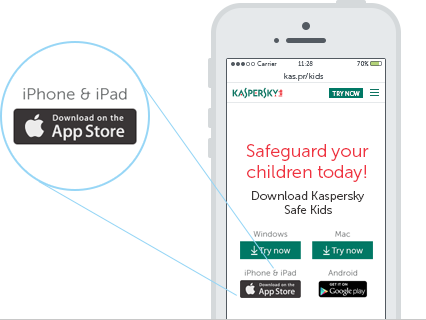 iPhone & iPad
Download on the
App Store
Carrier 11:28 70%
kas.pr/kids
KASPERSKY lab
TRY NOW
Safeguard your
children today!
Download Kaspersky
Safe Kids
Windows Mac
Try now Try now
iPhone & iPad Android
Download on the
App Store
GET IT ON
Google play